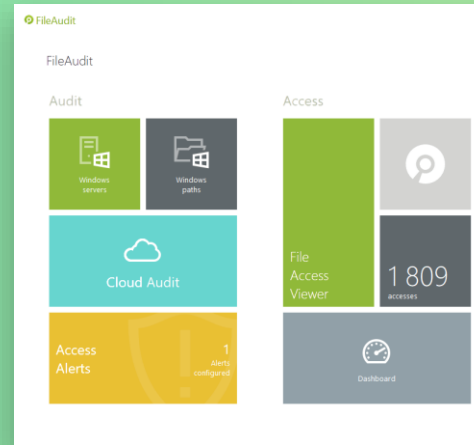 FileAudit
FileAudit
Audit
Windows
servers
Windows
paths
Cloud Audit
Access
Alerts
1
Alerts
configured
Access
File
Access
Viewer
1 809
accesses
Dashboard